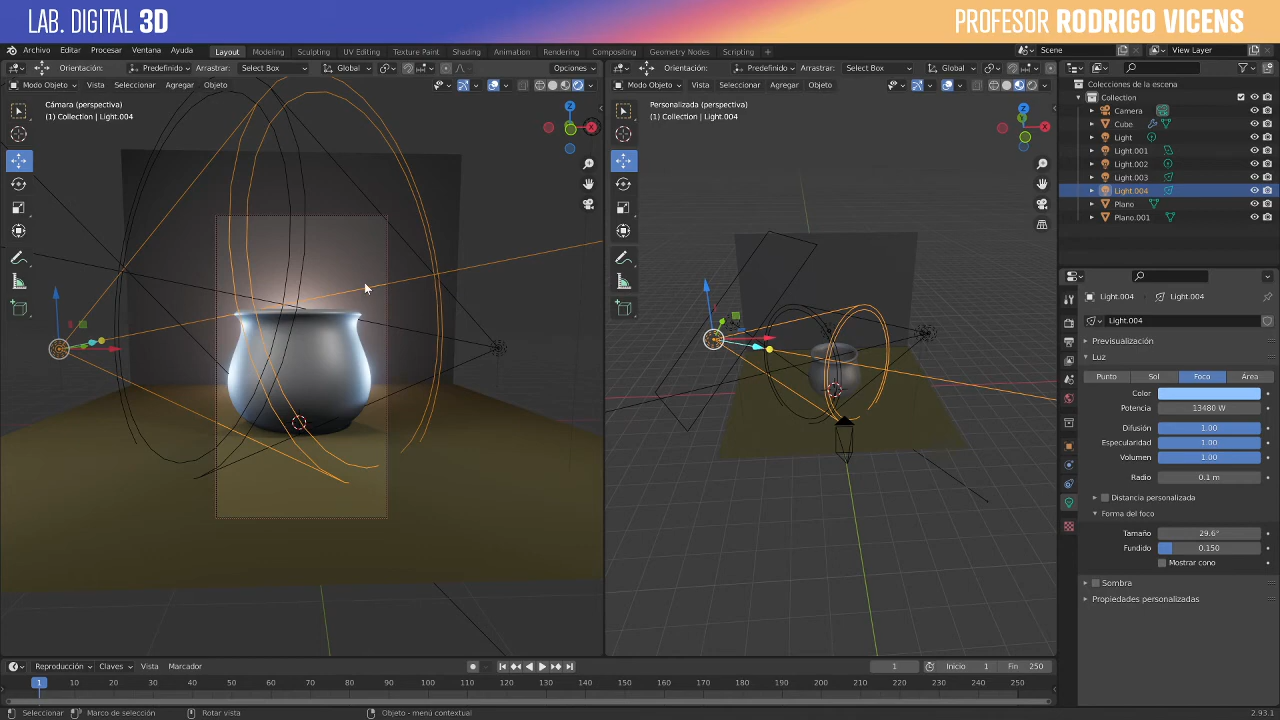 LAB. DIGITAL 3D
PROFESOR RODRIGO VICENS
Archivo Editar Procesar Ventana Ayuda
Layout Modeling Sculpting UV Editing Texture Paint Shading Animation Rendering Compositing Geometry Nodes Scripting +
Scene View Layer
Orientación: Predefinido Arrastrar: Select Box Global Opciones
Modo Objeto Vista Seleccionar Agregar Objeto
Cámara (perspectiva)
(1) Collection | Light.004
Z
X
Orientación: Predefinido Arrastrar: Select Box Global
Modo Objeto Vista Seleccionar Agregar Objeto
Personalizada (perspectiva)
(1) Collection | Light.004
Z
X
Colecciones de la escena
Collection
Camera
Cube
Light
Light.001
Light.002
Light.003
Light.004
Plano
Plano.001
Light.004 Light.004
Light.004
Previsualización
Luz
Punto Sol Foco Área
Color
Potencia 13480 W
Difusión 1.00
Especularidad 1.00
Volumen 1.00
Radio 0.1 m
Distancia personalizada
Forma del foco
Tamaño 29.6°
Fundido 0.150
Mostrar cono
Sombra
Propiedades personalizadas
Reproducción Claves Vista Marcador
1 Inicio 1 Fin 250
1 10 20 30 40 50 60 70 80 90 100 110 120 130 140 150 160 170 180 190 200 210 220 230 240 250
Seleccionar Marco de selección Rotar vista Objeto - menú contextual 2.93.1